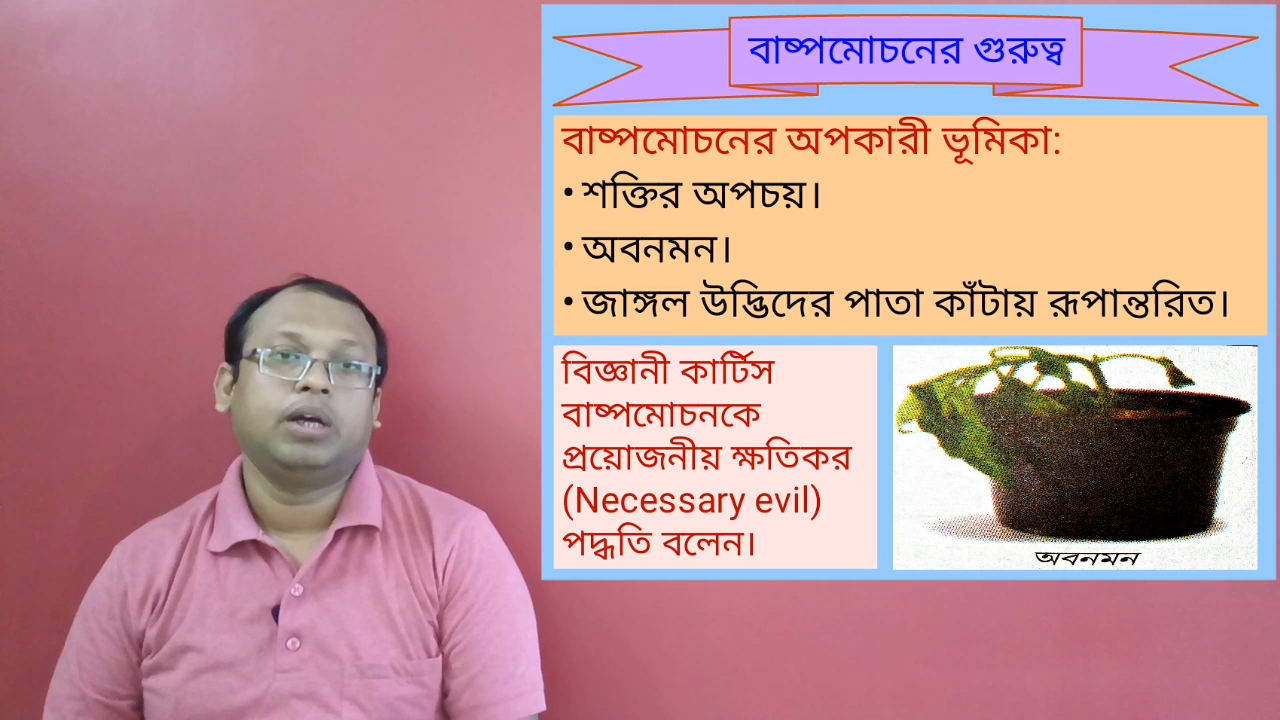 বাষ্পমোচনের গুরুত্ব
বাষ্পমোচনের অপকারী ভূমিকা:
• শক্তির অপচয়।
• অবনমন।
• জাঙ্গল উদ্ভিদের পাতা কাঁটায় রূপান্তরিত।
বিজ্ঞানী কার্টিস
বাষ্পমোচনকে
প্রয়োজনীয় ক্ষতিকর
(Necessary evil)
পদ্ধতি বলেন।
অবনমন